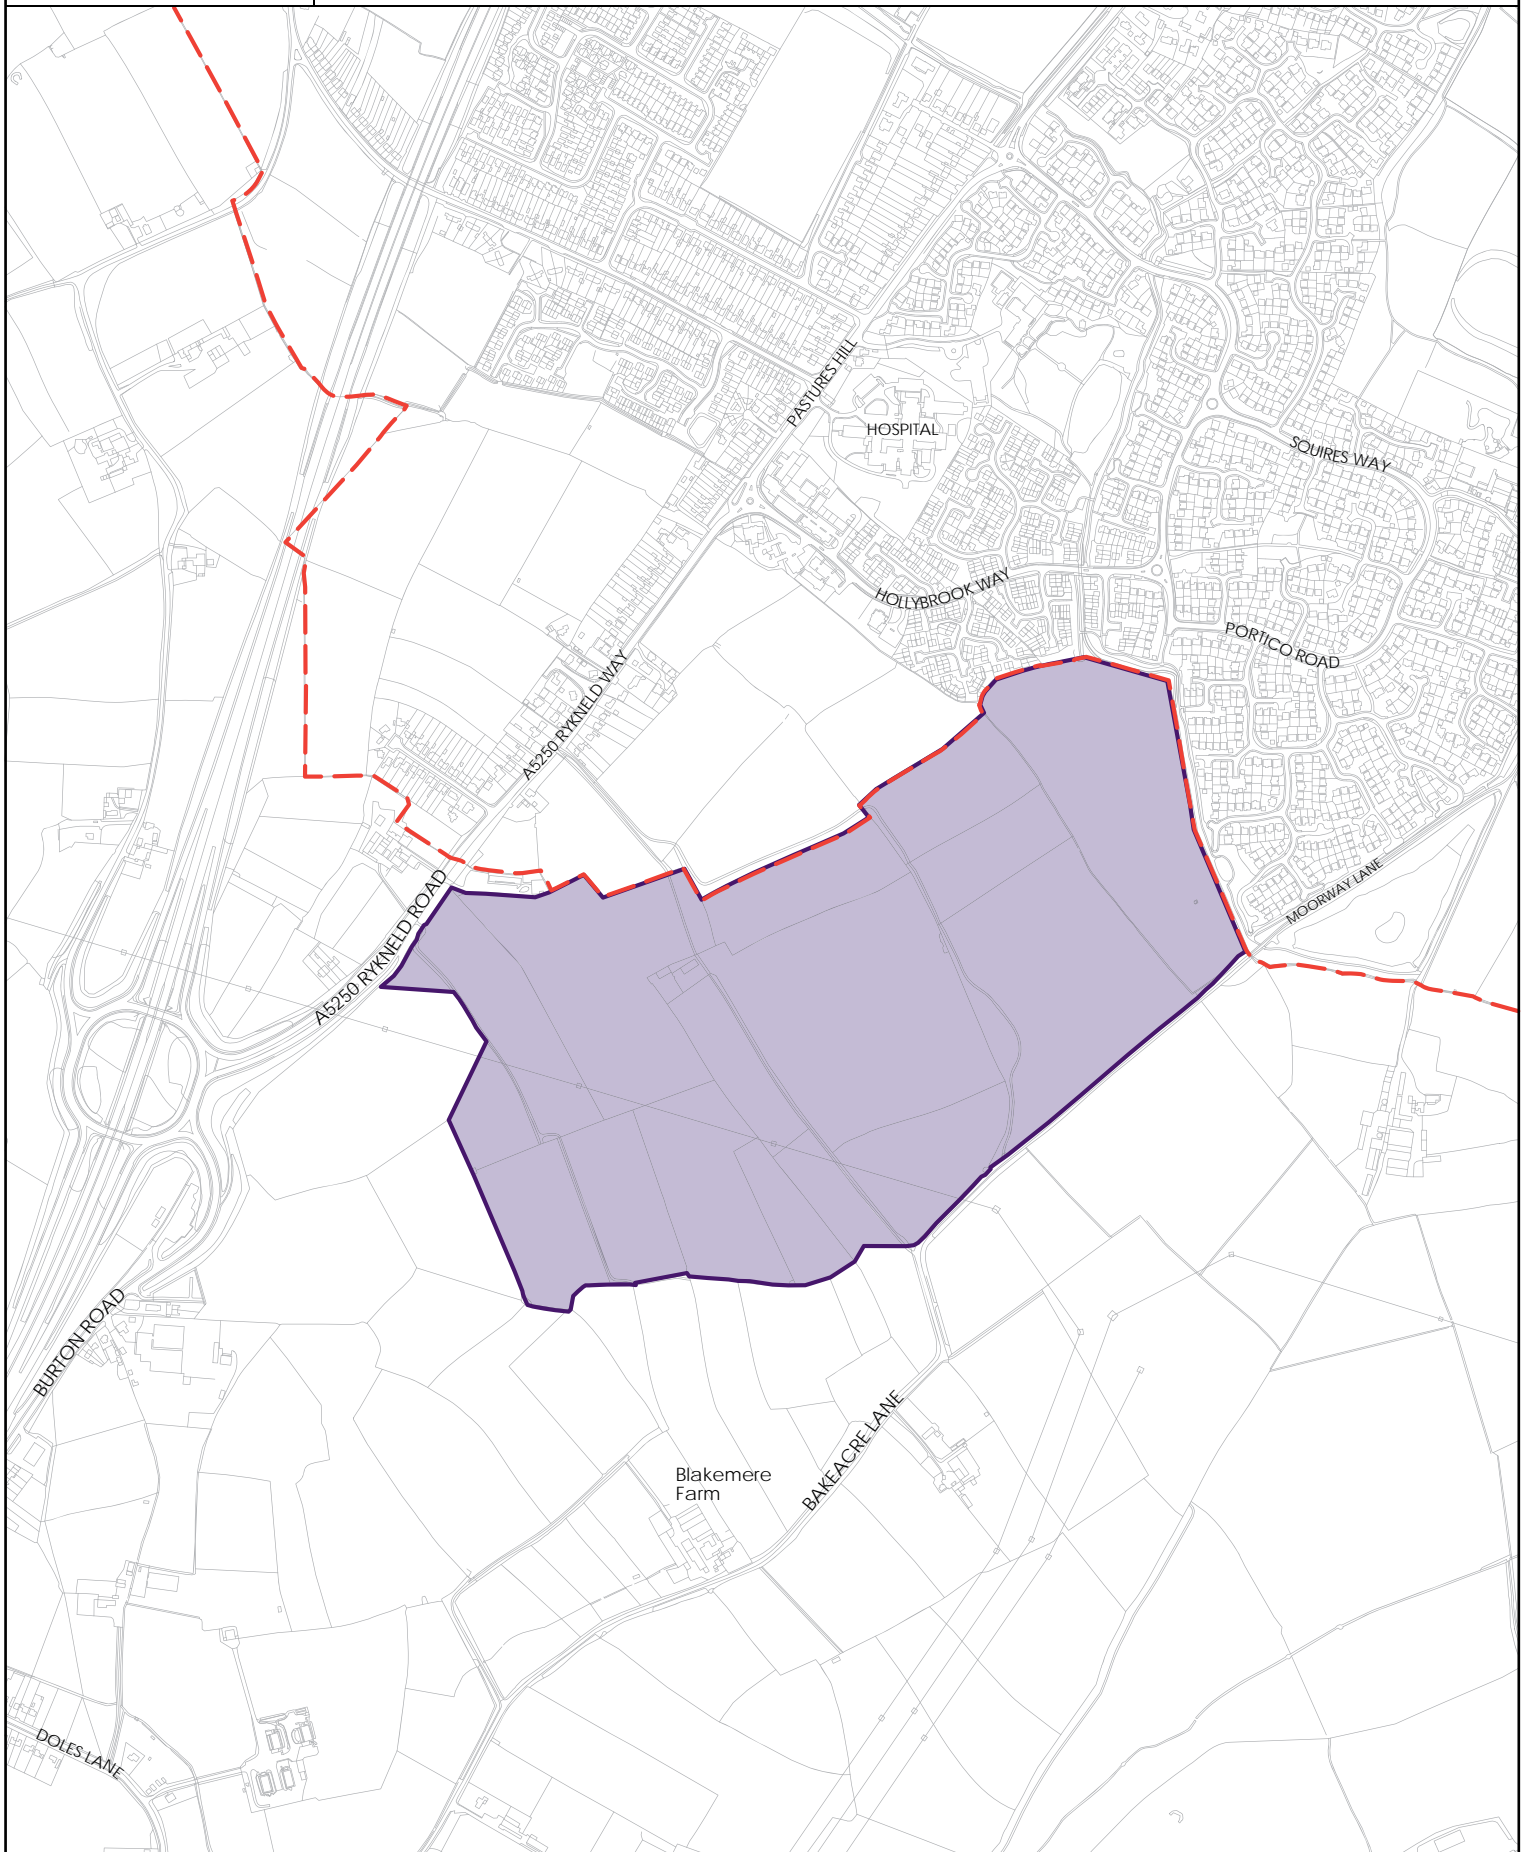 PASTURES HILL
HOSPITAL
SQUIRES WAY
HOLLYBROOK WAY
PORTICO ROAD
A5250 RYKNELD WAY
MOORWAY LANE
A5250 RYKNELD ROAD
BURTON ROAD
BAKEACRE LANE
Blakemere
Farm
DOLES LANE